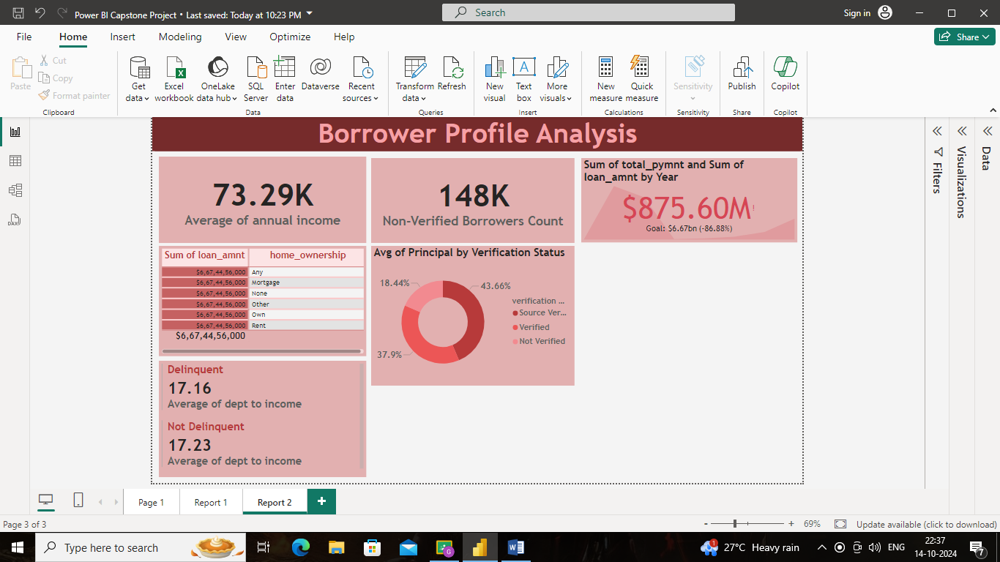 Power BI Capstone Project • Last saved: Today at 10:23 PM
Search
Sign in
File
Home
Insert
Modeling
View
Optimize
Help
Share
Paste
Cut
Copy
Format painter
Clipboard
Get data
Excel workbook
OneLake data hub
SQL Server
Enter data
Dataverse
Recent sources
Data
Transform data
Refresh
Queries
New visual
Text box
More visuals
Insert
New measure
Quick measure
Calculations
Sensitivity
Sensitivity
Publish
Share
Copilot
Copilot
Borrower Profile Analysis
73.29K
Average of annual income
148K
Non-Verified Borrowers Count
Sum of total_pymnt and Sum of
loan_amnt by Year
$875.60M!
Goal: $6.67bn (-86.88%)
Sum of loan_amnt home_ownership
$6,67,44,56,000 Any
$6,67,44,56,000 Mortgage
$6,67,44,56,000 None
$6,67,44,56,000 Other
$6,67,44,56,000 Own
$6,67,44,56,000 Rent
$6,67,44,56,000
Avg of Principal by Verification Status
18.44%
43.66%
37.9%
verification ...
Source Ver...
Verified
Not Verified
Delinquent
17.16
Average of dept to income
Not Delinquent
17.23
Average of dept to income
Filters
Visualizations
Data
Page 1
Report 1
Report 2
+
Page 3 of 3
- + 69%
Update available (click to download)
Type here to search
1
27°C Heavy rain
ENG
22:37
14-10-2024
7